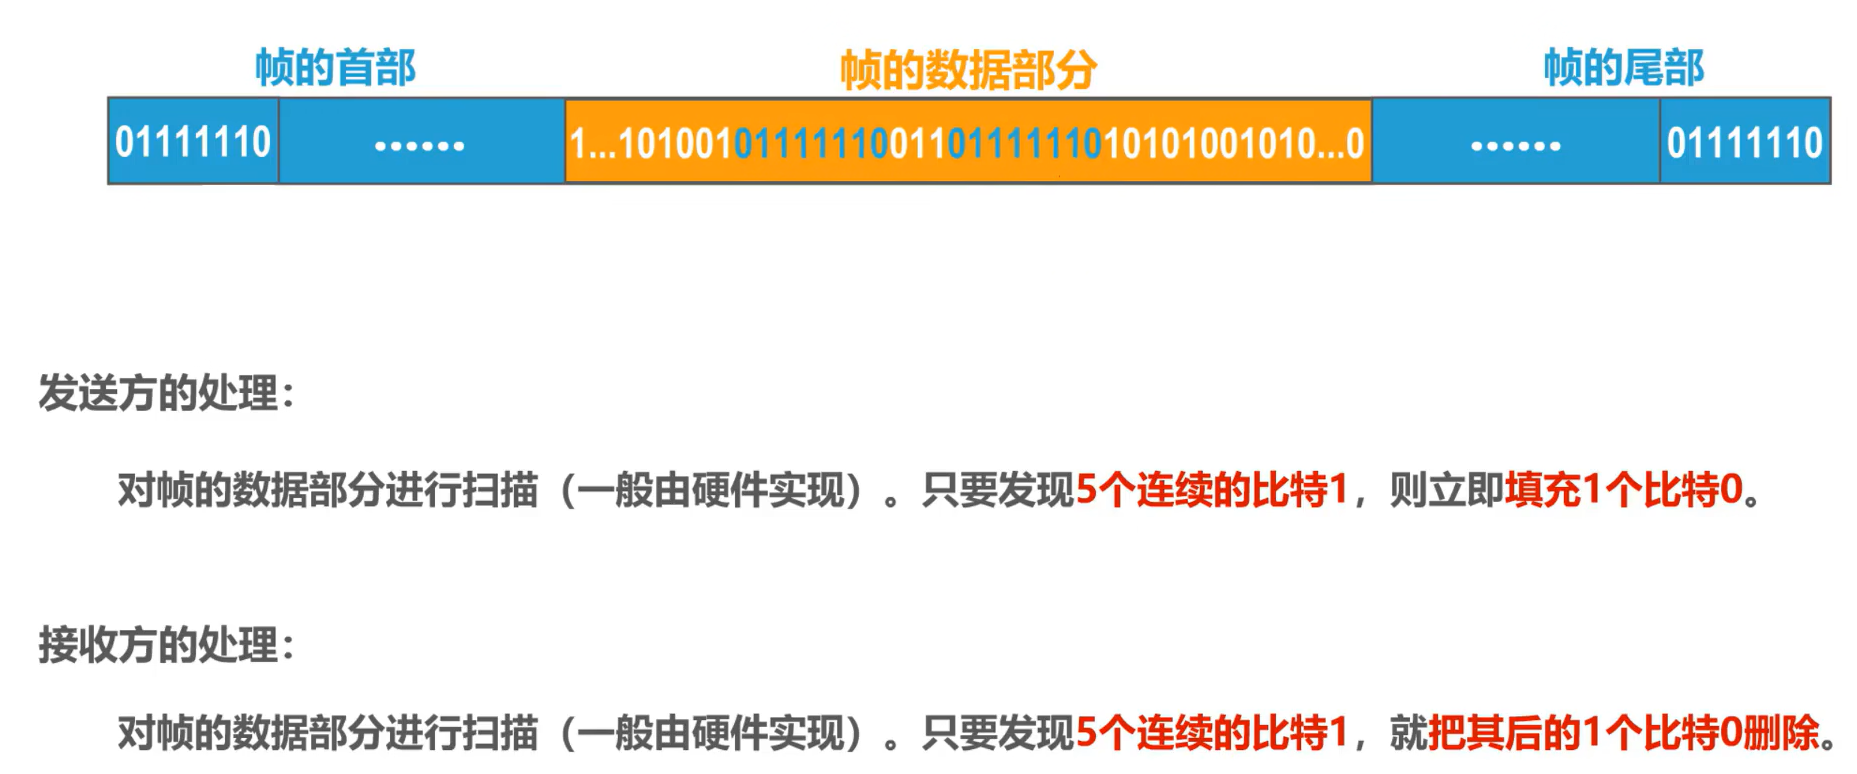 帧的首部 帧的数据部分 帧的尾部
01111110 …… 1...101001011111100110111111010101001010...0 …… 01111110
发送方的处理：
对帧的数据部分进行扫描（一般由硬件实现）。只要发现5个连续的比特1，则立即填充1个比特0。
接收方的处理：
对帧的数据部分进行扫描（一般由硬件实现）。只要发现5个连续的比特1，就把其后的1个比特0删除。